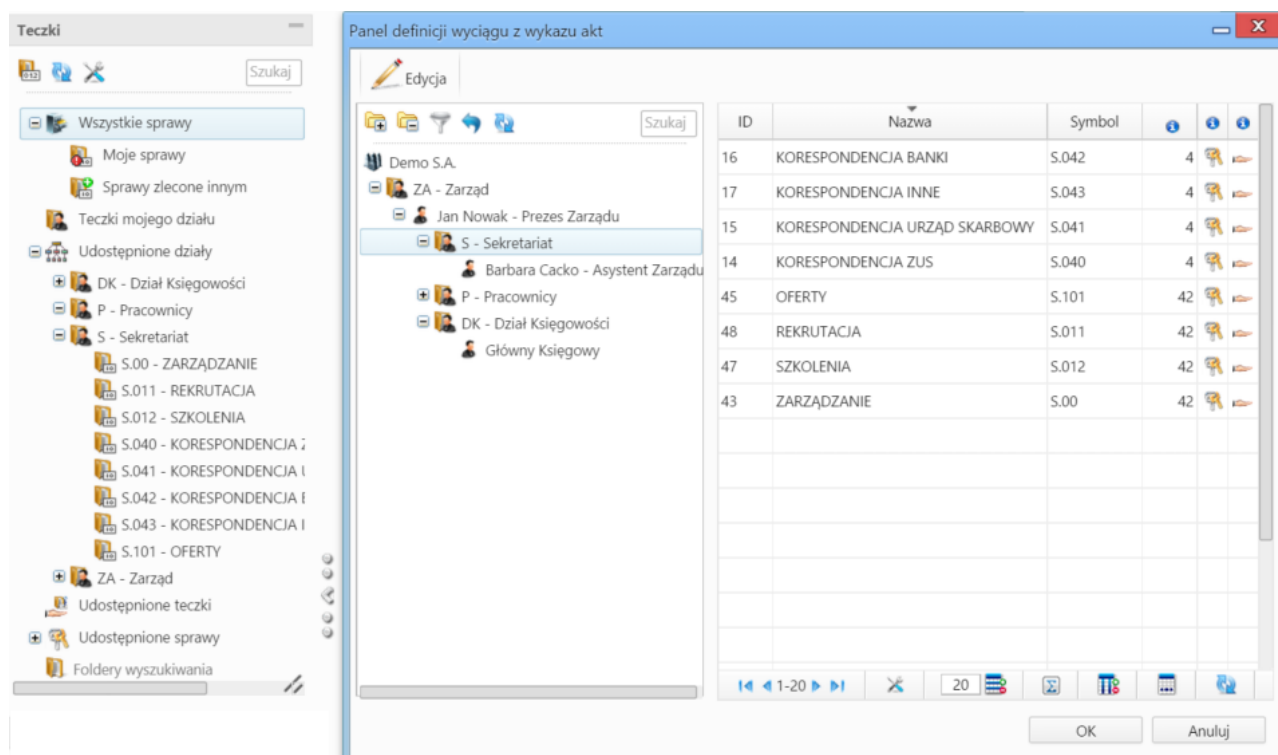 Teczki
Szukaj
Wszystkie sprawy
Moje sprawy
Sprawy zlecone innym
Teczki mojego działu
Udostępnione działy
DK - Dział Księgowości
P - Pracownicy
S - Sekretariat
S.00 - ZARZĄDZANIE
S.011 - REKRUTACJA
S.012 - SZKOLENIA
S.040 - KORESPONDENCJA
S.041 - KORESPONDENCJA
S.042 - KORESPONDENCJA
S.043 - KORESPONDENCJA
S.101 - OFERTY
ZA - Zarząd
Udostępnione teczki
Udostępnione sprawy
Foldery wyszukiwania
Panel definicji wyciągu z wykazu akt
Edycja
Szukaj
Demo S.A.
ZA - Zarząd
Jan Nowak - Prezes Zarządu
S - Sekretariat
Barbara Cacko - Asystent Zarządu
P - Pracownicy
DK - Dział Księgowości
Główny Księgowy
ID Nazwa Symbol
16 KORESPONDENCJA BANKI S.042 4
17 KORESPONDENCJA INNE S.043 4
15 KORESPONDENCJA URZĄD SKARBOWY S.041 4
14 KORESPONDENCJA ZUS S.040 4
45 OFERTY S.101 42
48 REKRUTACJA S.011 42
47 SZKOLENIA S.012 42
43 ZARZĄDZANIE S.00 42
1-20 20
OK Anuluj